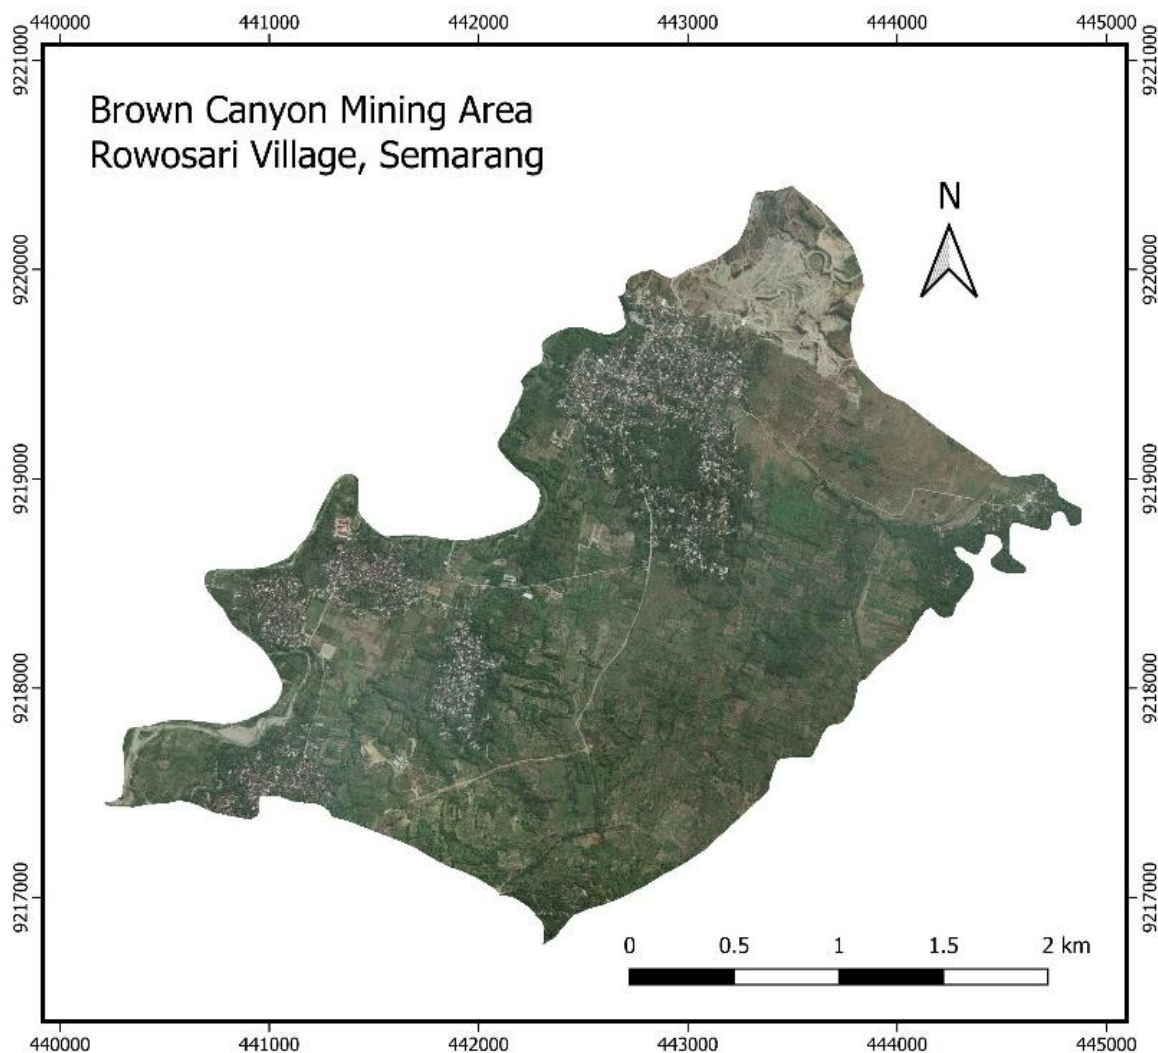 440000 441000 442000 443000 444000 445000
9221000 9221000
Brown Canyon Mining Area
Rowosari Village, Semarang
N
9220000 9220000
9219000 9219000
9218000 9218000
9217000 9217000
0 0.5 1 1.5 2 km
440000 441000 442000 443000 444000 445000